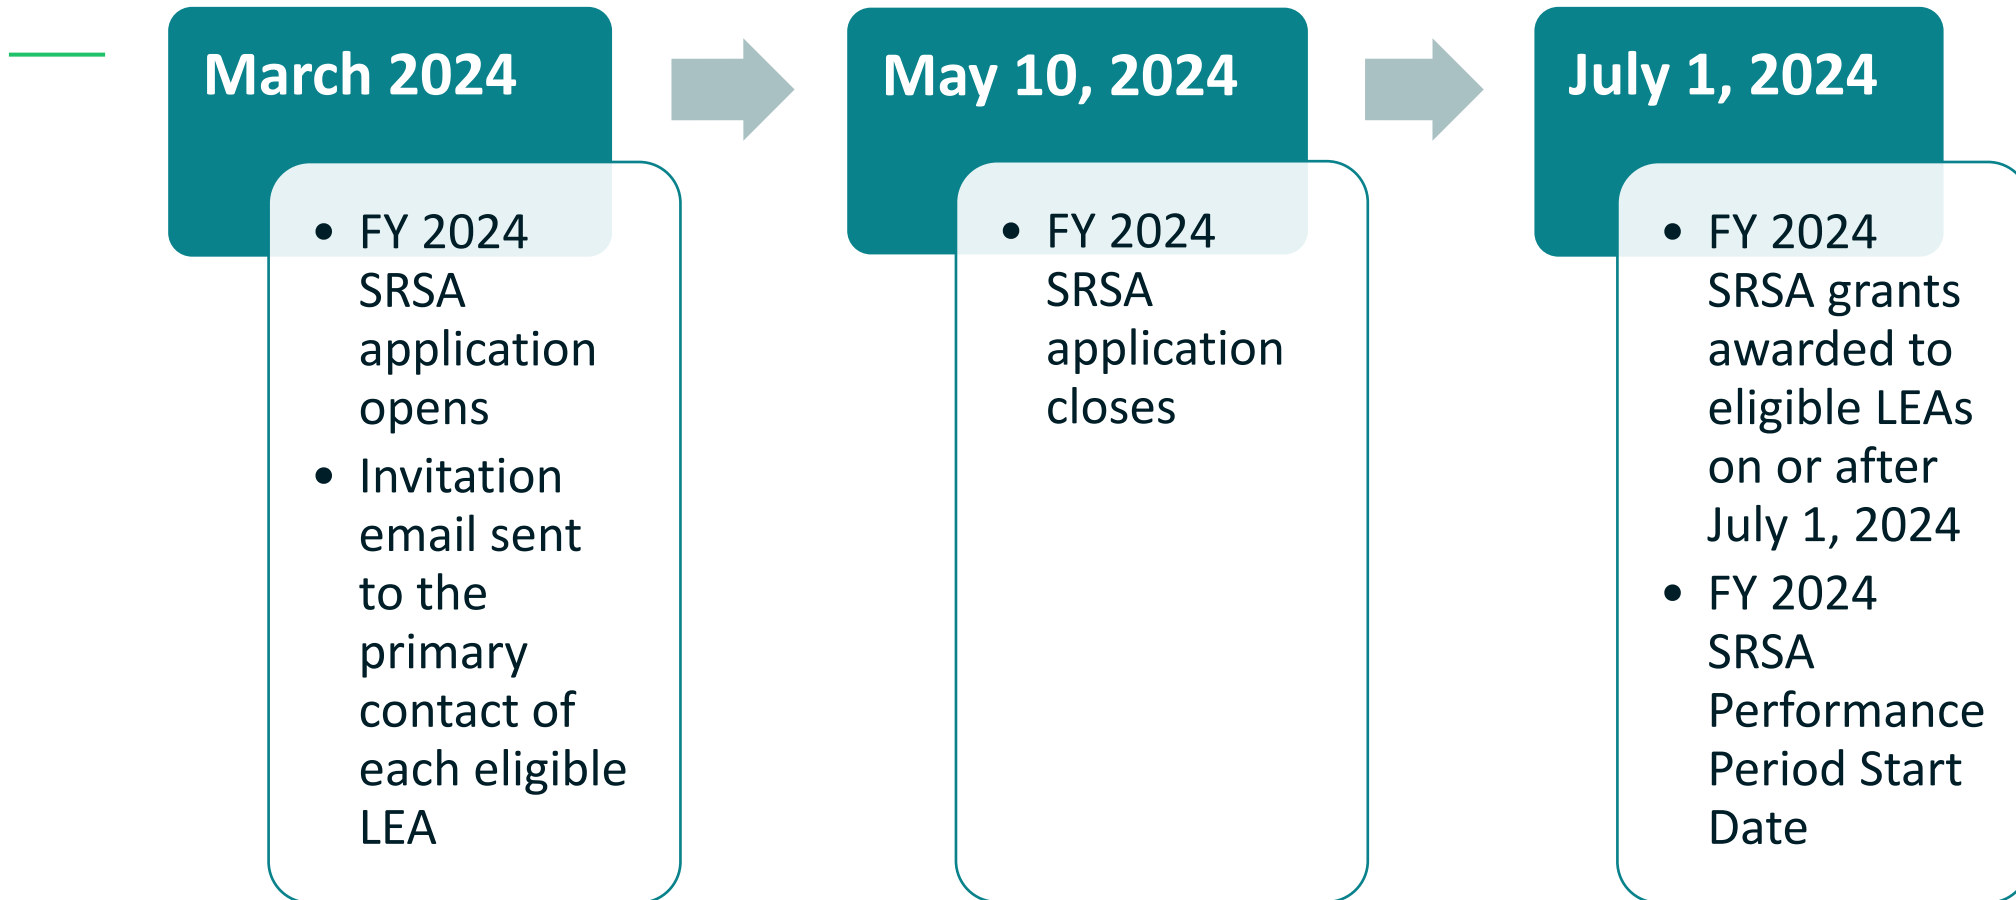 March 2024
• FY 2024
SRSA
application
opens
• Invitation
email sent
to the
primary
contact of
each eligible
LEA
May 10, 2024
• FY 2024
SRSA
application
closes
July 1, 2024
• FY 2024
SRSA grants
awarded to
eligible LEAs
on or after
July 1, 2024
• FY 2024
SRSA
Performance
Period Start
Date